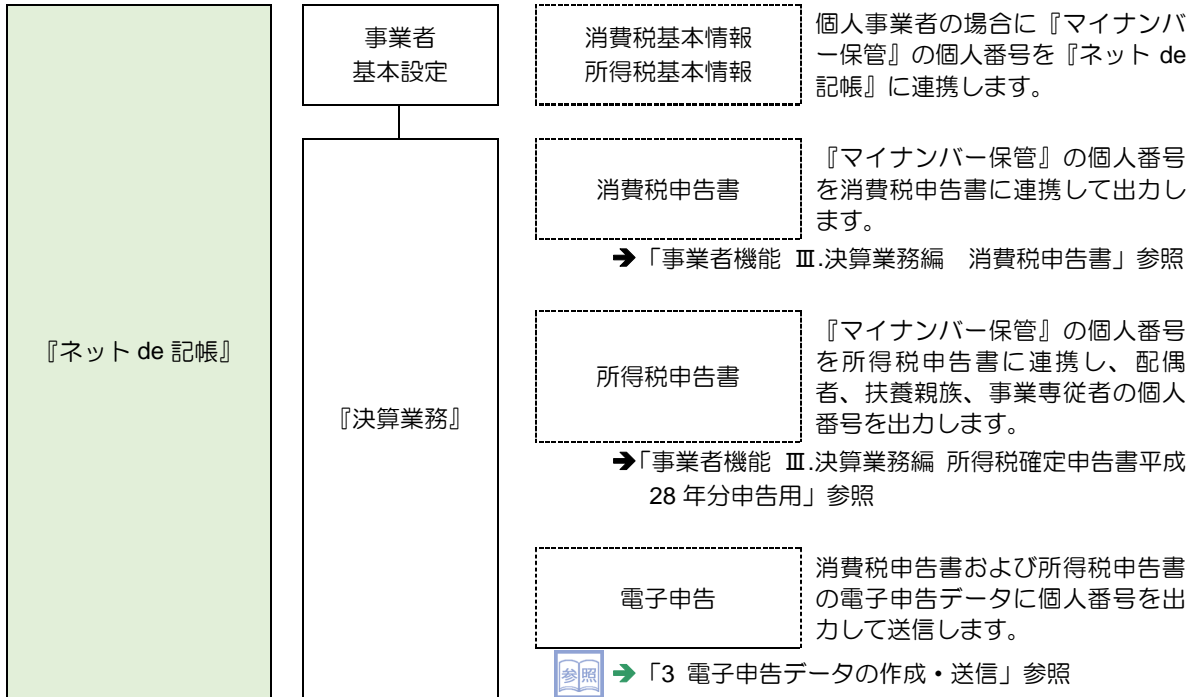 『ネット de 記帳』
事業者
基本設定
消費税基本情報
所得税基本情報
個人事業者の場合に『マイナンバ
ー保管』の個人番号を『ネット de
記帳』に連携します。
『決算業務』
消費税申告書
『マイナンバー保管』の個人番号
を消費税申告書に連携して出力し
ます。
➔「事業者機能 Ⅲ.決算業務編　消費税申告書」参照
所得税申告書
『マイナンバー保管』の個人番号
を所得税申告書に連携し、配偶
者、扶養親族、事業専従者の個人
番号を出力します。
➔「事業者機能 Ⅲ.決算業務編 所得税確定申告書平成
28 年分申告用」参照
電子申告
消費税申告書および所得税申告書
の電子申告データに個人番号を出
力して送信します。
参照 ➔「3 電子申告データの作成・送信」参照